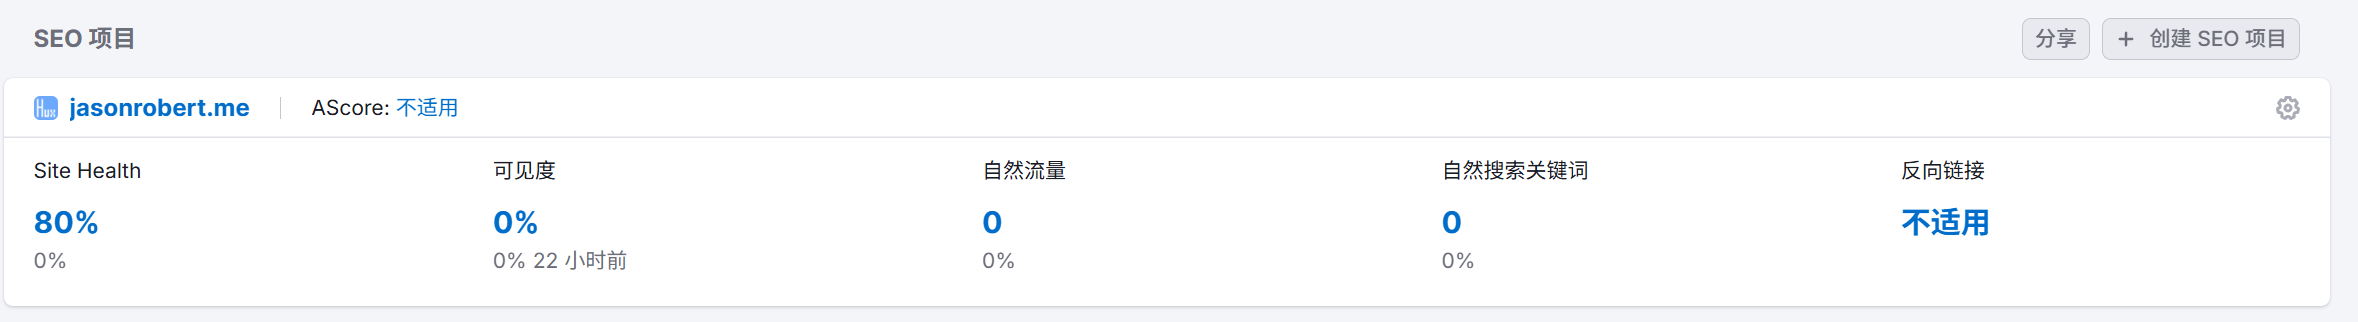 SEO 项目
分享
+ 创建 SEO 项目
Hux jasonrobert.me
AScore: 不适用
Site Health
可见度
自然流量
自然搜索关键词
反向链接
80%
0%
0
0
不适用
0%
0% 22 小时前
0%
0%